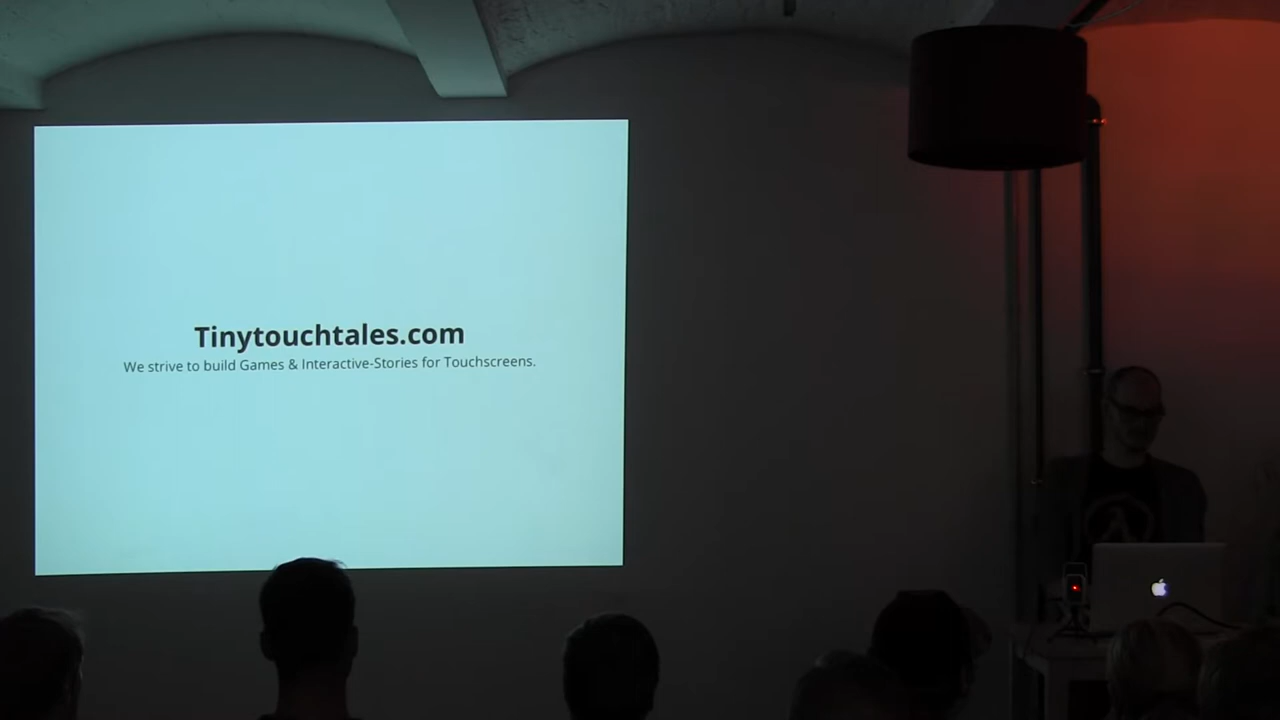 Tinytouchtales.com
We strive to build Games & Interactive-Stories for Touchscreens.